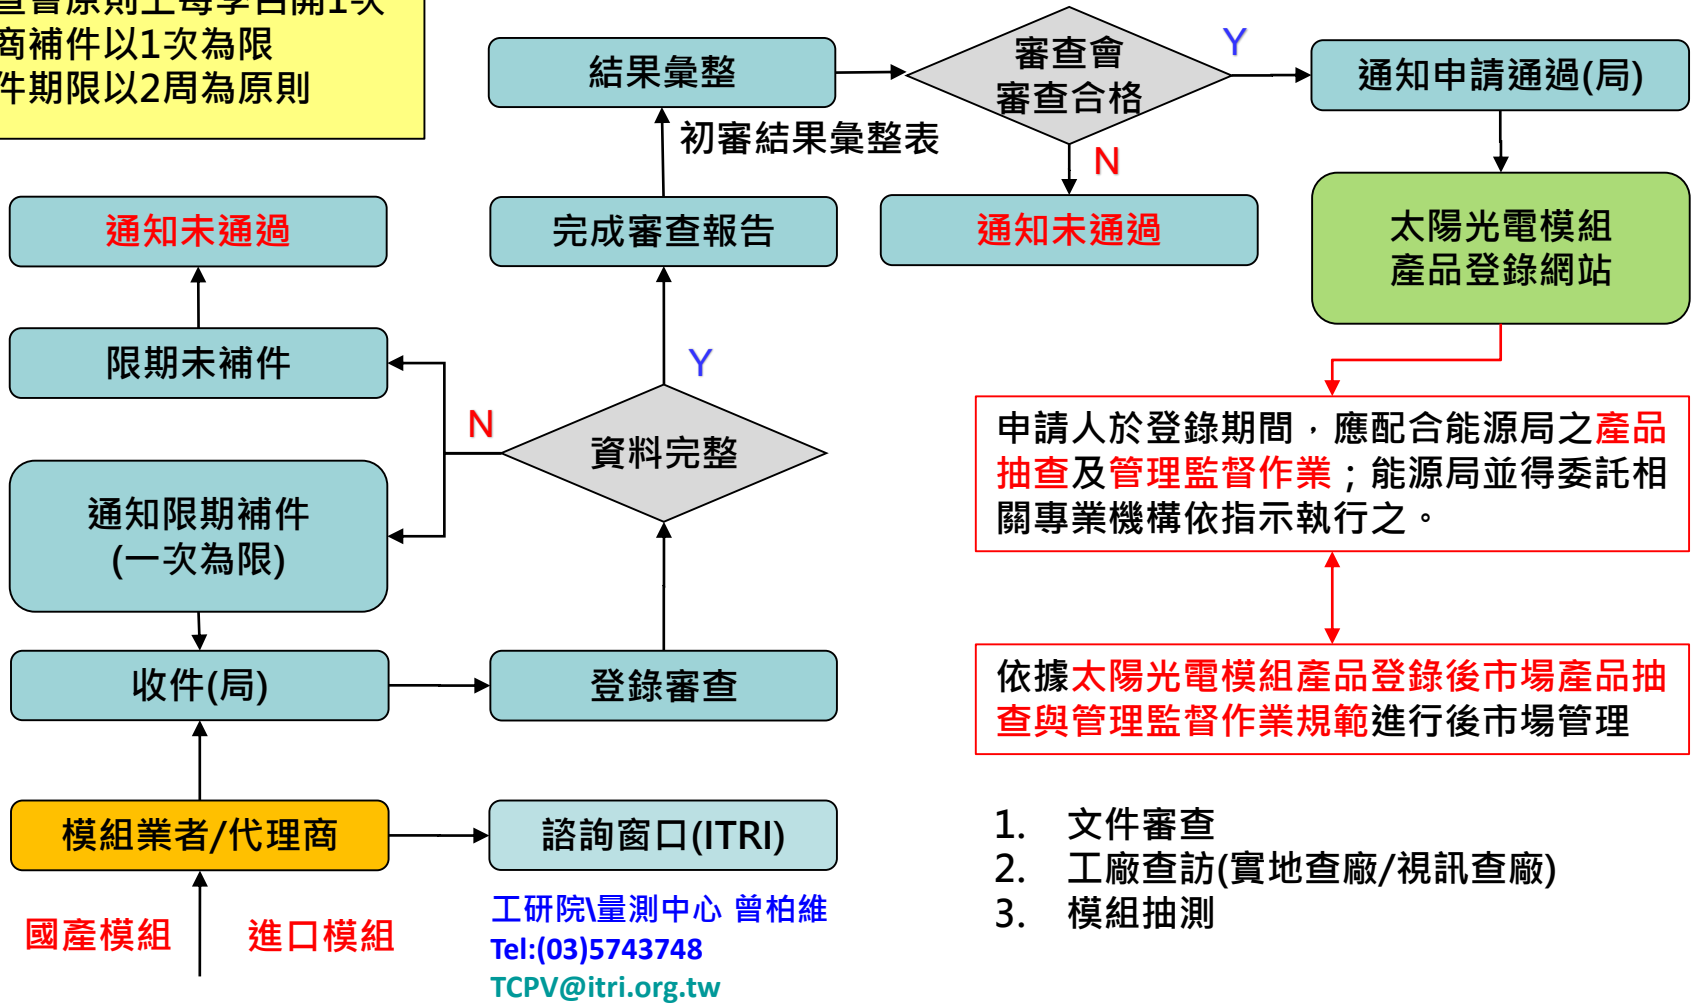 查會原則上每季召開1次
商補件以1次為限
件期限以2周為原則
結果彙整
審查會
審查合格
Y
通知申請通過(局)
初審結果彙整表
N
通知未通過
完成審查報告
通知未通過
太陽光電模組
產品登錄網站
限期未補件
Y
N
資料完整
申請人於登錄期間，應配合能源局之產品
抽查及管理監督作業；能源局並得委託相
關專業機構依指示執行之。
通知限期補件
(一次為限)
收件(局)
登錄審查
依據太陽光電模組產品登錄後市場產品抽
查與管理監督作業規範進行後市場管理
模組業者/代理商
諮詢窗口(ITRI)
1. 文件審查
2. 工廠查訪(實地查廠/視訊查廠)
3. 模組抽測
國產模組
進口模組
工研院\量測中心 曾柏維
Tel:(03)5743748
TCPV@itri.org.tw